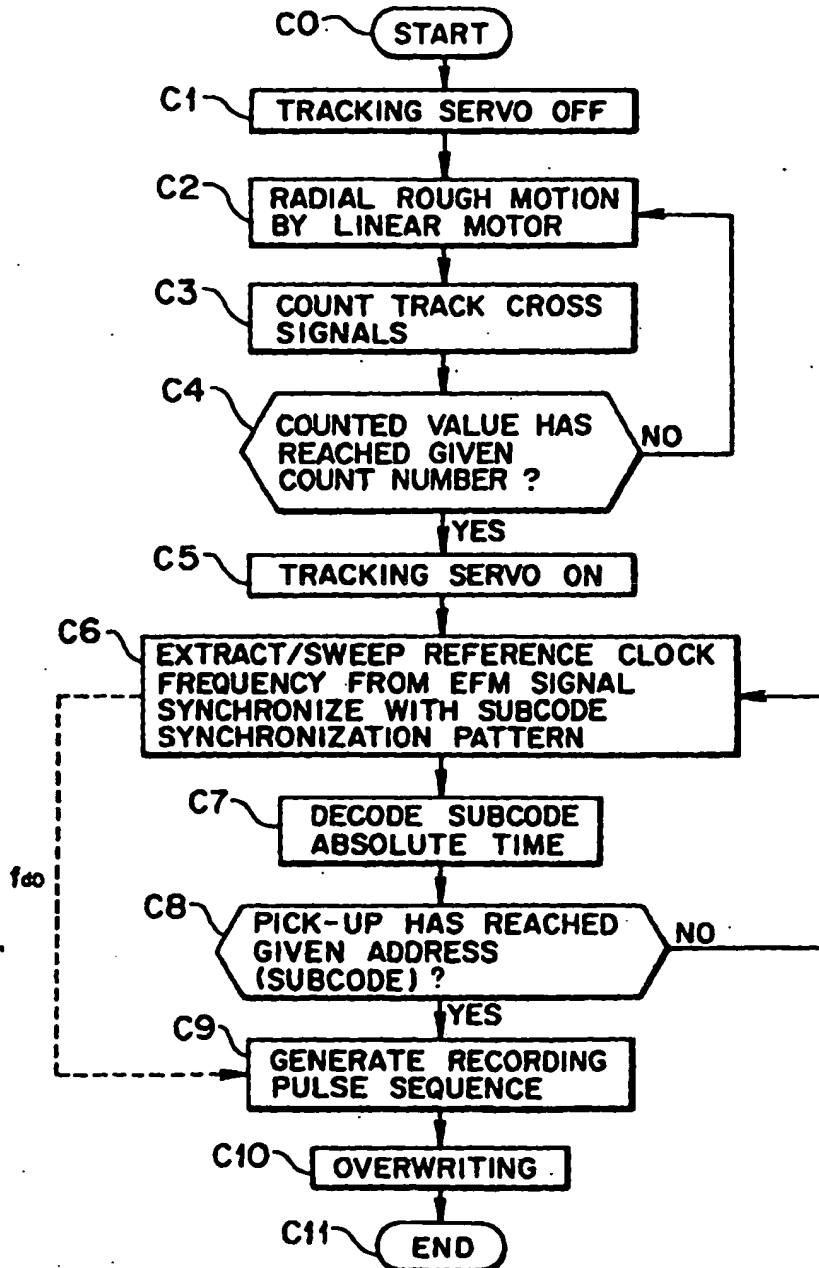 C0
START
C1
TRACKING SERVO OFF
C2
RADIAL ROUGH MOTION
BY LINEAR MOTOR
C3
COUNT TRACK CROSS
SIGNALS
C4
COUNTED VALUE HAS
REACHED GIVEN
COUNT NUMBER ?
NO
YES
C5
TRACKING SERVO ON
C6
EXTRACT/SWEEP REFERENCE CLOCK
FREQUENCY FROM EFM SIGNAL
SYNCHRONIZE WITH SUBCODE
SYNCHRONIZATION PATTERN
C7
DECODE SUBCODE
ABSOLUTE TIME
fdo
C8
PICK-UP HAS REACHED
GIVEN ADDRESS
(SUBCODE) ?
NO
YES
C9
GENERATE RECORDING
PULSE SEQUENCE
C10
OVERWRITING
C11
END